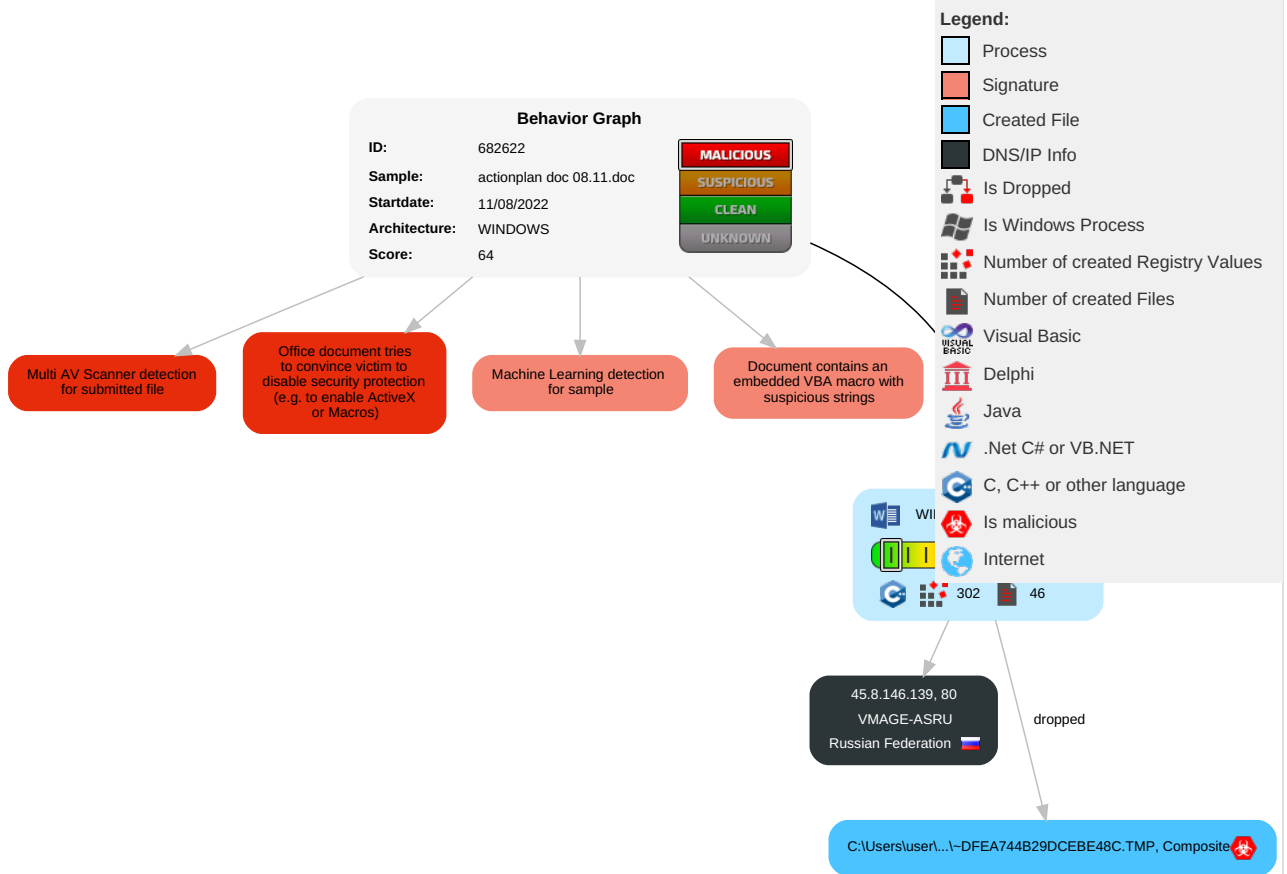 Legend:
Process
Signature
Created File
DNS/IP Info
Is Dropped
Is Windows Process
Number of created Registry Values
Number of created Files
VISUAL
BASIC
Visual Basic
Delphi
Java
.Net C# or VB.NET
C, C++ or other language
Is malicious
Internet
Behavior Graph
ID: 682622
Sample: actionplan doc 08.11.doc
Startdate: 11/08/2022
Architecture: WINDOWS
Score: 64
MALICIOUS
SUSPICIOUS
CLEAN
UNKNOWN
Multi AV Scanner detection
for submitted file
Office document tries
to convince victim to
disable security protection
(e.g. to enable ActiveX
or Macros)
Machine Learning detection
for sample
Document contains an
embedded VBA macro with
suspicious strings
W
302 46
45.8.146.139, 80
VMAGE-ASRU
Russian Federation
dropped
C:\Users\user\...\~DFEA744B29DCEBE48C.TMP, Composite